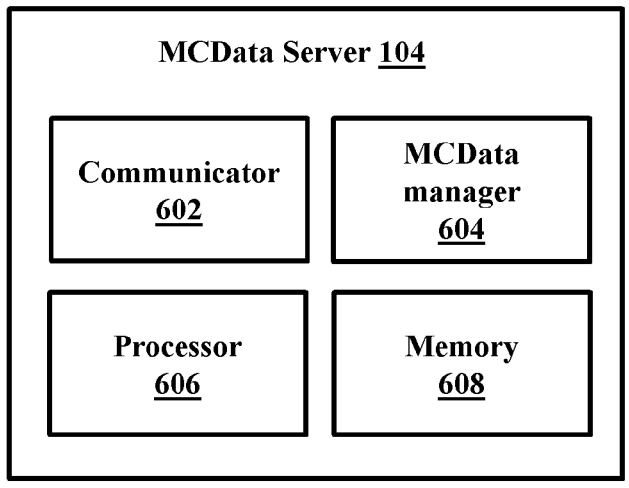 MCData Server 104
Communicator
602
MCData
manager
604
Processor
606
Memory
608